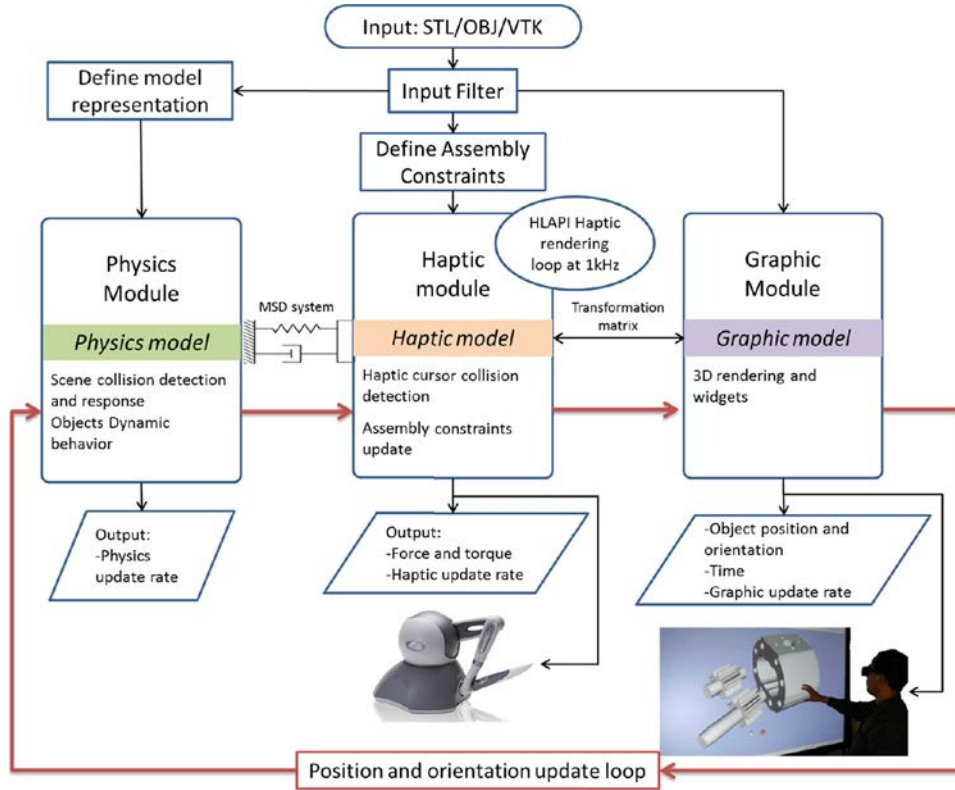 Input: STL/OBJ/VTK
Define model
representation
Input Filter
Define Assembly
Constraints
HLAPI Haptic
rendering
loop at 1kHz
Physics
Module
MSD system
Haptic
module
Transformation
matrix
Graphic
Module
Physics model
Haptic model
Graphic model
Scene collision detection
and response
Objects Dynamic
behavior
Haptic cursor collision
detection
Assembly constraints
update
3D rendering and
widgets
Output:
-Physics
update rate
Output:
-Force and torque
-Haptic update rate
-Object position and
orientation
-Time
-Graphic update rate
Position and orientation update loop